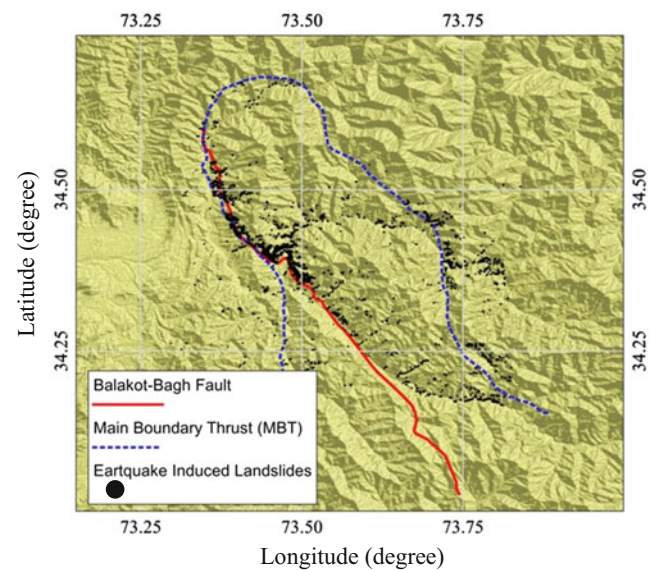 73.25 73.50 73.75
34.50 34.50
Latitude (degree)
34.25 34.25
Balakot-Bagh Fault
Main Boundary Thrust (MBT)
Eartquake Induced Landslides
73.25 73.50 73.75
Longitude (degree)